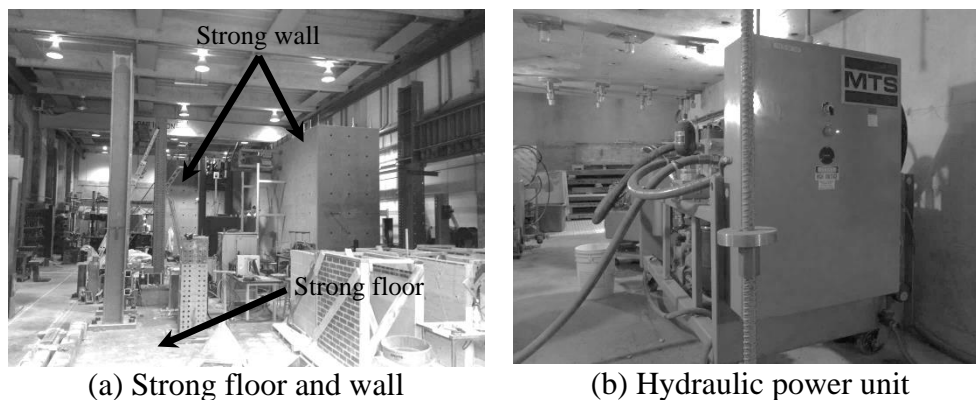 Strong wall
Strong floor
MTS
(a) Strong floor and wall
(b) Hydraulic power unit